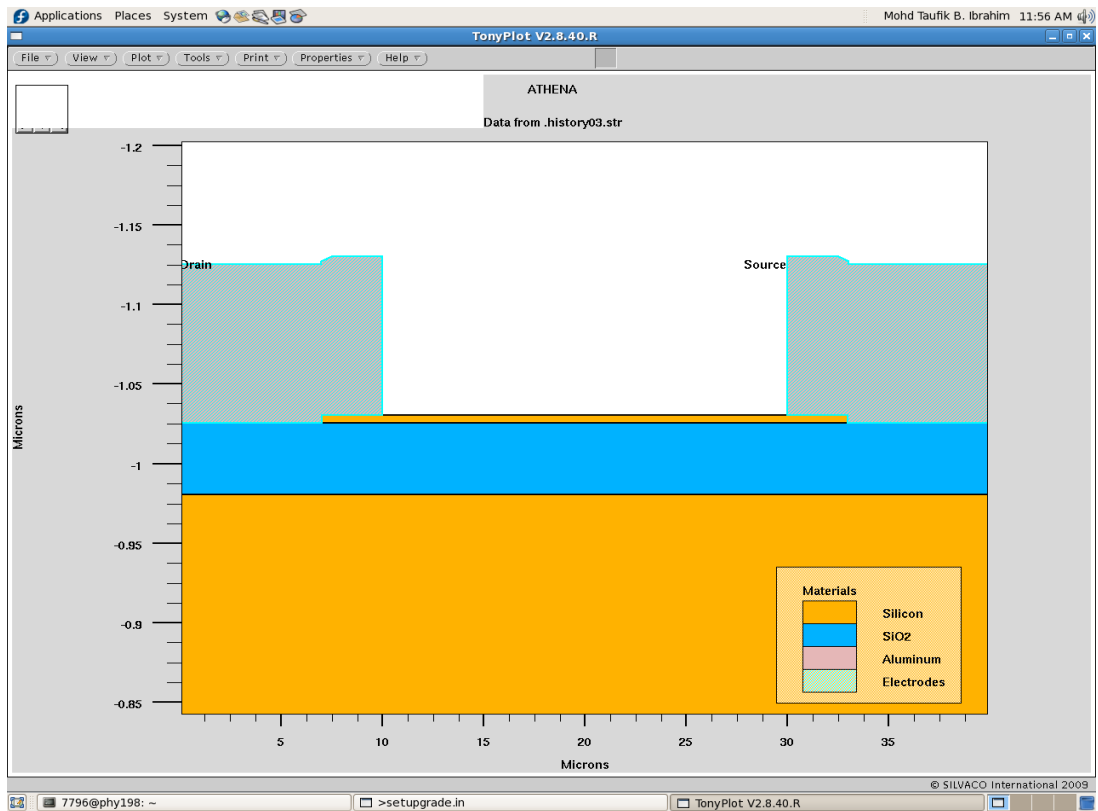 Applications Places System Mohd Taufik B. Ibrahim 11:56 AM
TonyPlot V2.8.40.R
File View Plot Tools Print Properties Help
ATHENA
Data from .history03.str
-1.2
-1.15
Drain Source
-1.1
-1.05
Microns
-1
-0.95
Materials
Silicon
-0.9
SiO2
Aluminum
Electrodes
-0.85
5 10 15 20 25 30 35
Microns
© SILVACO International 2009
7796@phy198: ~ >setupgrade.in TonyPlot V2.8.40.R